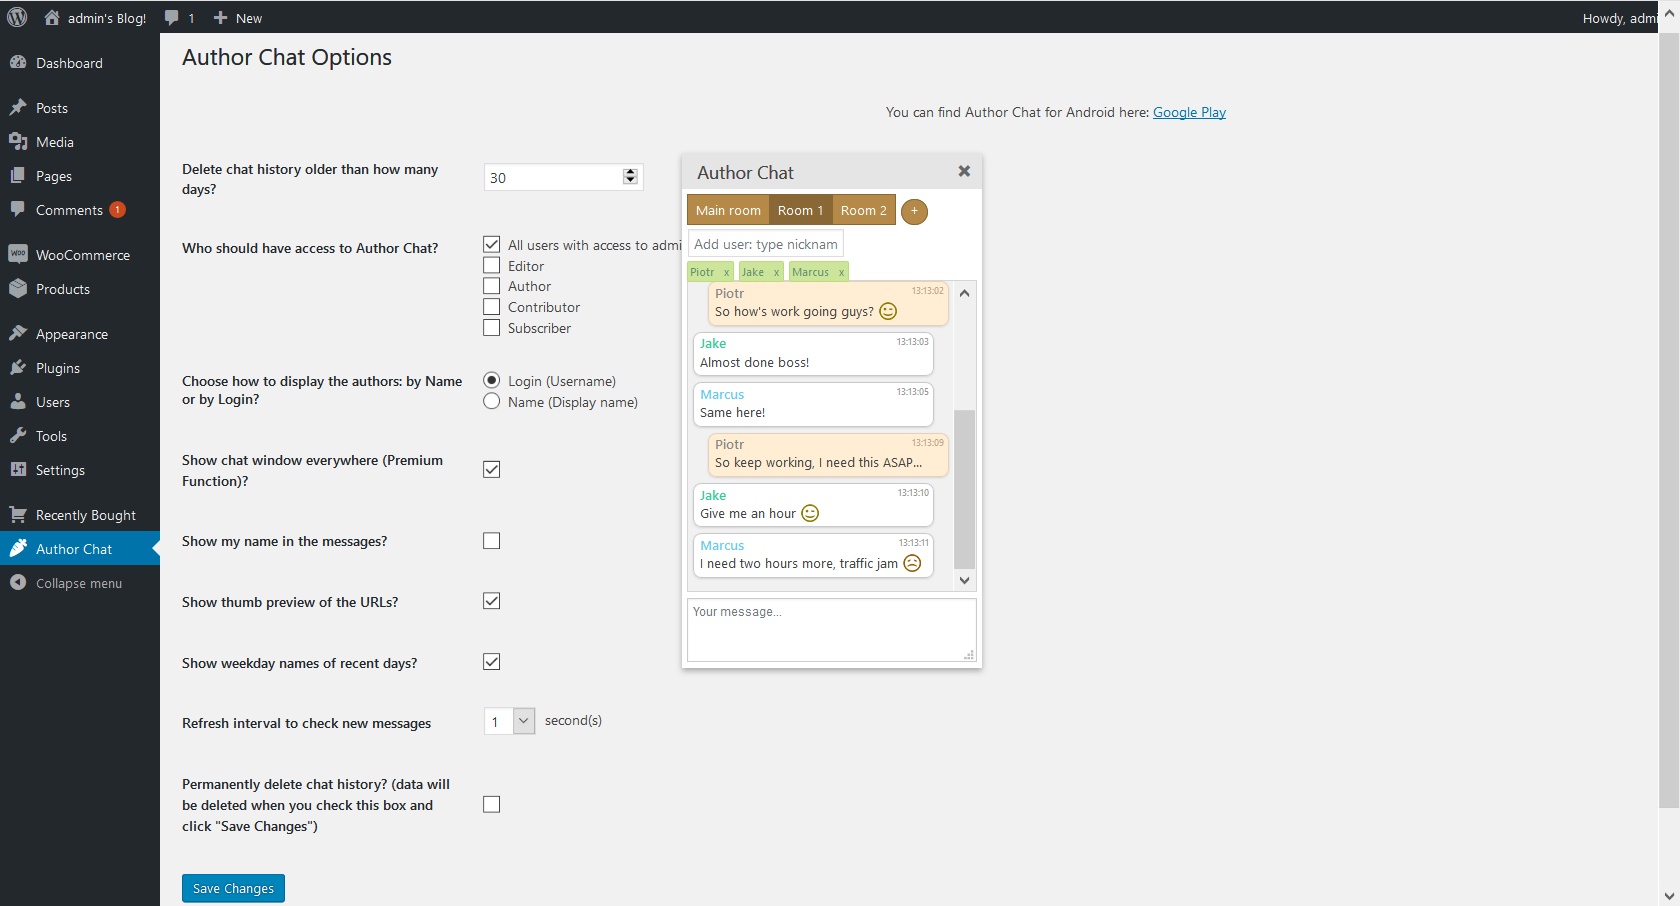 admin's Blog!
1
New
Howdy, admi
Dashboard
Posts
Media
Pages
Comments 1
WooCommerce
Products
Appearance
Plugins
Users
Tools
Settings
Recently Bought
Author Chat
Collapse menu
Author Chat Options
You can find Author Chat for Android here: Google Play
Delete chat history older than how many
days?
30
Who should have access to Author Chat?
All users with access to admi
Editor
Author
Contributor
Subscriber
Choose how to display the authors: by Name
or by Login?
Login (Username)
Name (Display name)
Show chat window everywhere (Premium
Function)?
Show my name in the messages?
Show thumb preview of the URLs?
Show weekday names of recent days?
Refresh interval to check new messages
1
second(s)
Permanently delete chat history? (data will
be deleted when you check this box and
click "Save Changes")
Save Changes
Author Chat
Main room
Room 1
Room 2
+
Add user: type nicknam
Piotr x
Jake x
Marcus x
Piotr 13:13:02
So how's work going guys?
Jake 13:13:03
Almost done boss!
Marcus 13:13:05
Same here!
Piotr 13:13:09
So keep working, I need this ASAP...
Jake 13:13:10
Give me an hour
Marcus 13:13:11
I need two hours more, traffic jam
Your message...